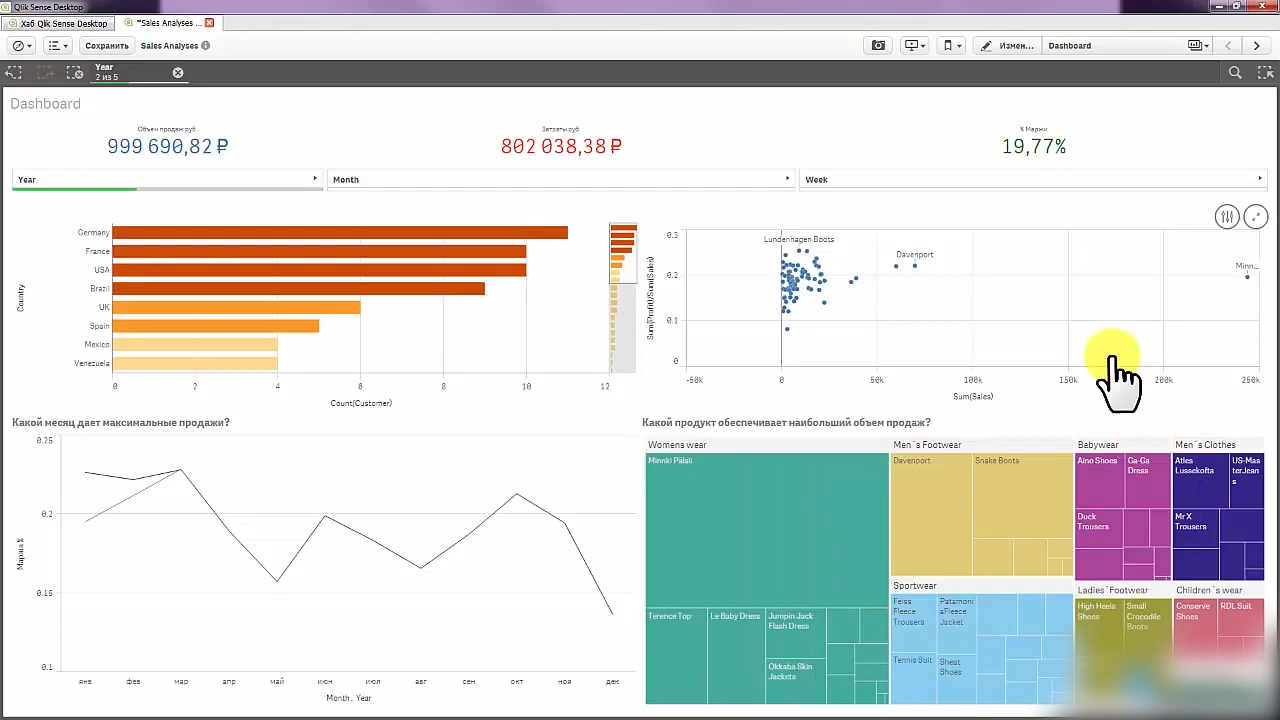 Qlik Sense Desktop
Хаб Qlik Sense Desktop
*Sales Analyses ...
Сохранить
Sales Analyses
Измен...
Dashboard
Year
2 из 5
Dashboard
Объем продаж руб
999 690,82 ₽
Затраты руб
802 038,38 ₽
% Маржи
19,77%
Year
Month
Week
Germany
France
USA
Brazil
UK
Spain
Mexico
Venezuela
Country
0
2
4
6
8
10
12
Count(Customer)
Sum(Profit)/Sum(Sales)
0.3
0.2
0.1
0
Lundenhagen Boots
Davenport
Minn...
-50k
0
50k
100k
150k
200k
250k
Sum(Sales)
Какой месяц дает максимальные продажи?
0.25
0.2
0.15
0.1
Маржа%
янв
фев
мар
апр
май
июн
июл
авг
сен
окт
ноя
дек
Month, Year
Какой продукт обеспечивает наибольший объем продаж?
Womens wear
Minnki Pälsii
Terence Top
Le Baby Dress
Jumpin Jack
Flash Dress
Okkaba Skin
Jackets
Men´s Footwear
Davenport
Snake Boots
Sportwear
Feiss
Fleece
Trousers
Patamoni
aFleece
Jacket
Tennis Suit
Sheat
Shoes
Babywear
Aino Shoes
Ga-Ga
Dress
Duck
Trousers
Men´s Clothes
Atles
Lussekofta
US-Mas
terJean
s
Mr X
Trousers
Ladies´Footwear
High Heels
Shoes
Small
Crocodile
Boots
Children´s wear
Conserve
Shoes
RDL Suit